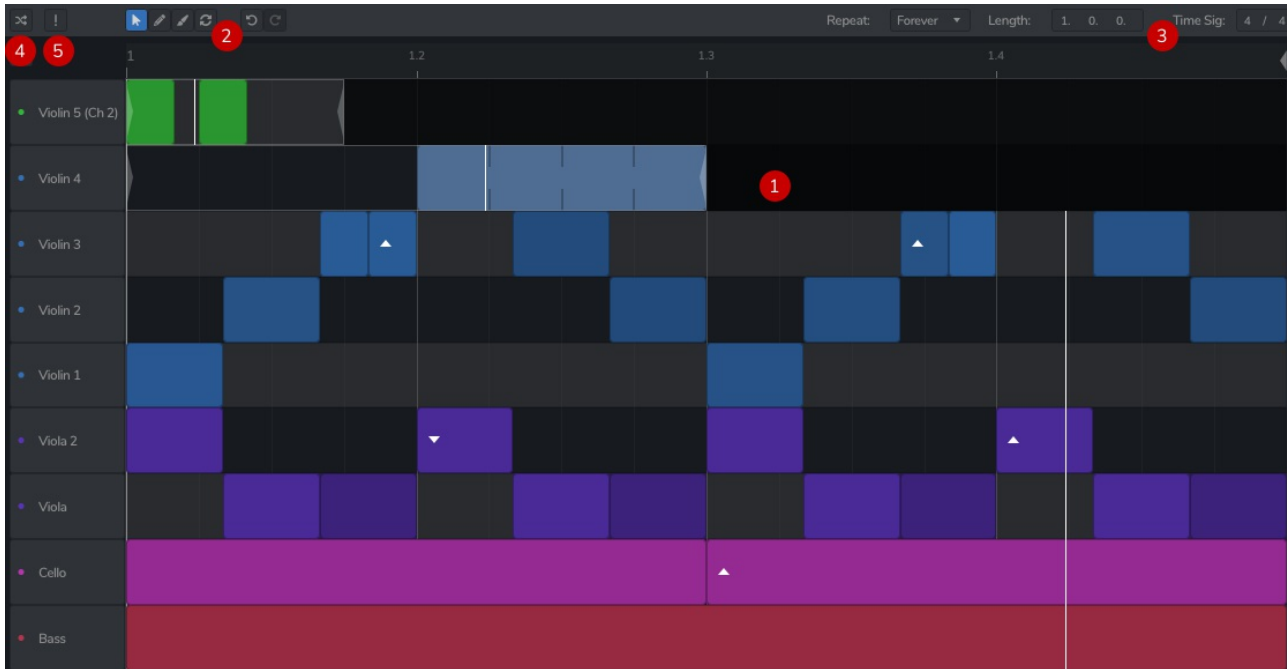 ! Repeat: Forever Length: 1. 0. 0. Time Sig: 4 / 4
4 5 2 3
1 1.2 1.3 1.4
Violin 5 (Ch 2)
Violin 4
1
Violin 3
Violin 2
Violin 1
Viola 2
Viola
Cello
Bass